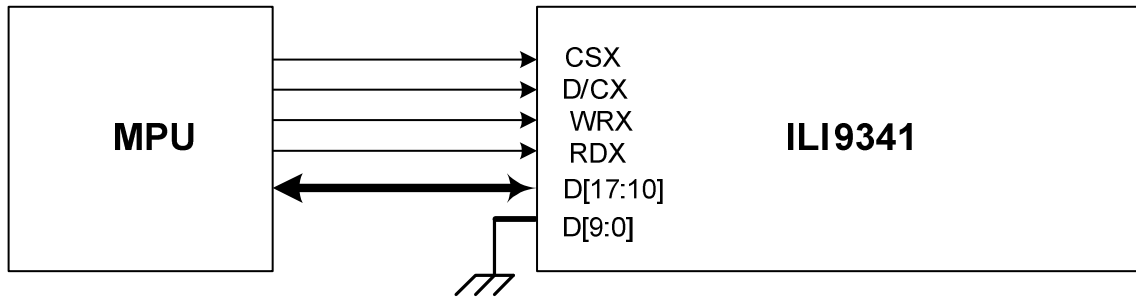 MPU
CSX
D/CX
WRX
RDX
D[17:10]
D[9:0]
ILI9341